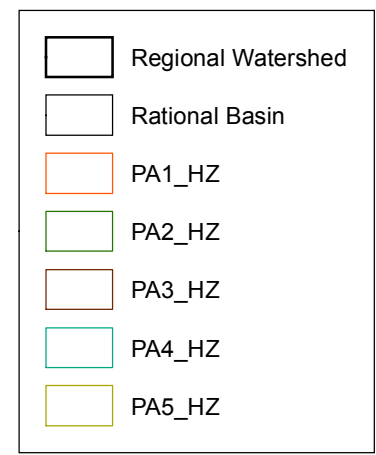 Regional Watershed
Rational Basin
PA1_HZ
PA2_HZ
PA3_HZ
PA4_HZ
PA5_HZ